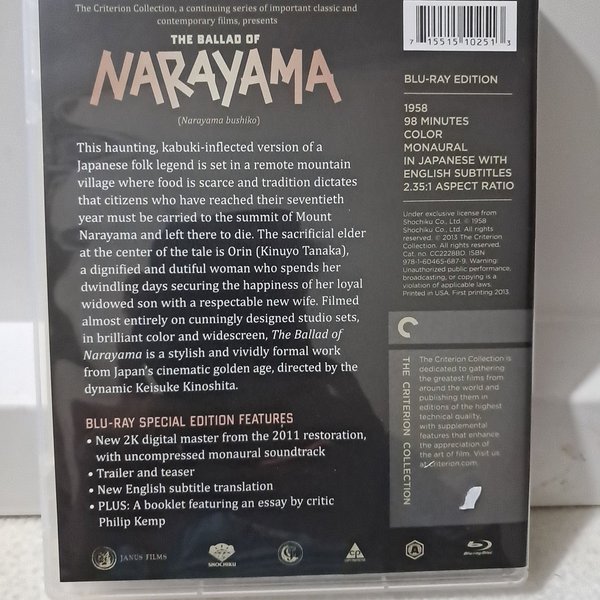 The Criterion Collection, a continuing series of important classic and
contemporary films, presents
THE BALLAD OF
NARAYAMA
(Narayama bushiko)
This haunting, kabuki-inflected version of a
Japanese folk legend is set in a remote mountain
village where food is scarce and tradition dictates
that citizens who have reached their seventieth
year must be carried to the summit of Mount
Narayama and left there to die. The sacrificial elder
at the center of the tale is Orin (Kinuyo Tanaka),
a dignified and dutiful woman who spends her
dwindling days securing the happiness of her loyal
widowed son with a respectable new wife. Filmed
almost entirely on cunningly designed studio sets,
in brilliant color and widescreen, The Ballad of
Narayama is a stylish and vividly formal work
from Japan's cinematic golden age, directed by the
dynamic Keisuke Kinoshita.
BLU-RAY SPECIAL EDITION FEATURES
• New 2K digital master from the 2011 restoration,
with uncompressed monaural soundtrack
• Trailer and teaser
• New English subtitle translation
• PLUS: A booklet featuring an essay by critic
Philip Kemp
JANUS FILMS
SHOCHIKU
7 15515 10251 3
BLU-RAY EDITION
1958
98 MINUTES
COLOR
MONAURAL
IN JAPANESE WITH
ENGLISH SUBTITLES
2.35:1 ASPECT RATIO
Under exclusive license from
Shochiku Co., Ltd. © 1958
Shochiku Co., Ltd. All rights
reserved. © 2013 The Criterion
Collection. All rights reserved.
Cat. no. CC2228BD. ISBN
978-1-60465-687-9. Warning:
Unauthorized public performance,
broadcasting, or copying is a
violation of applicable laws.
Printed in USA. First printing 2013.
THE CRITERION COLLECTION
The Criterion Collection is
dedicated to gathering
the greatest films from
around the world and
publishing them in
editions of the highest
technical quality,
with supplemental
features that enhance
the appreciation of
the art of film. Visit us
at criterion.com
A
Blu-ray Disc